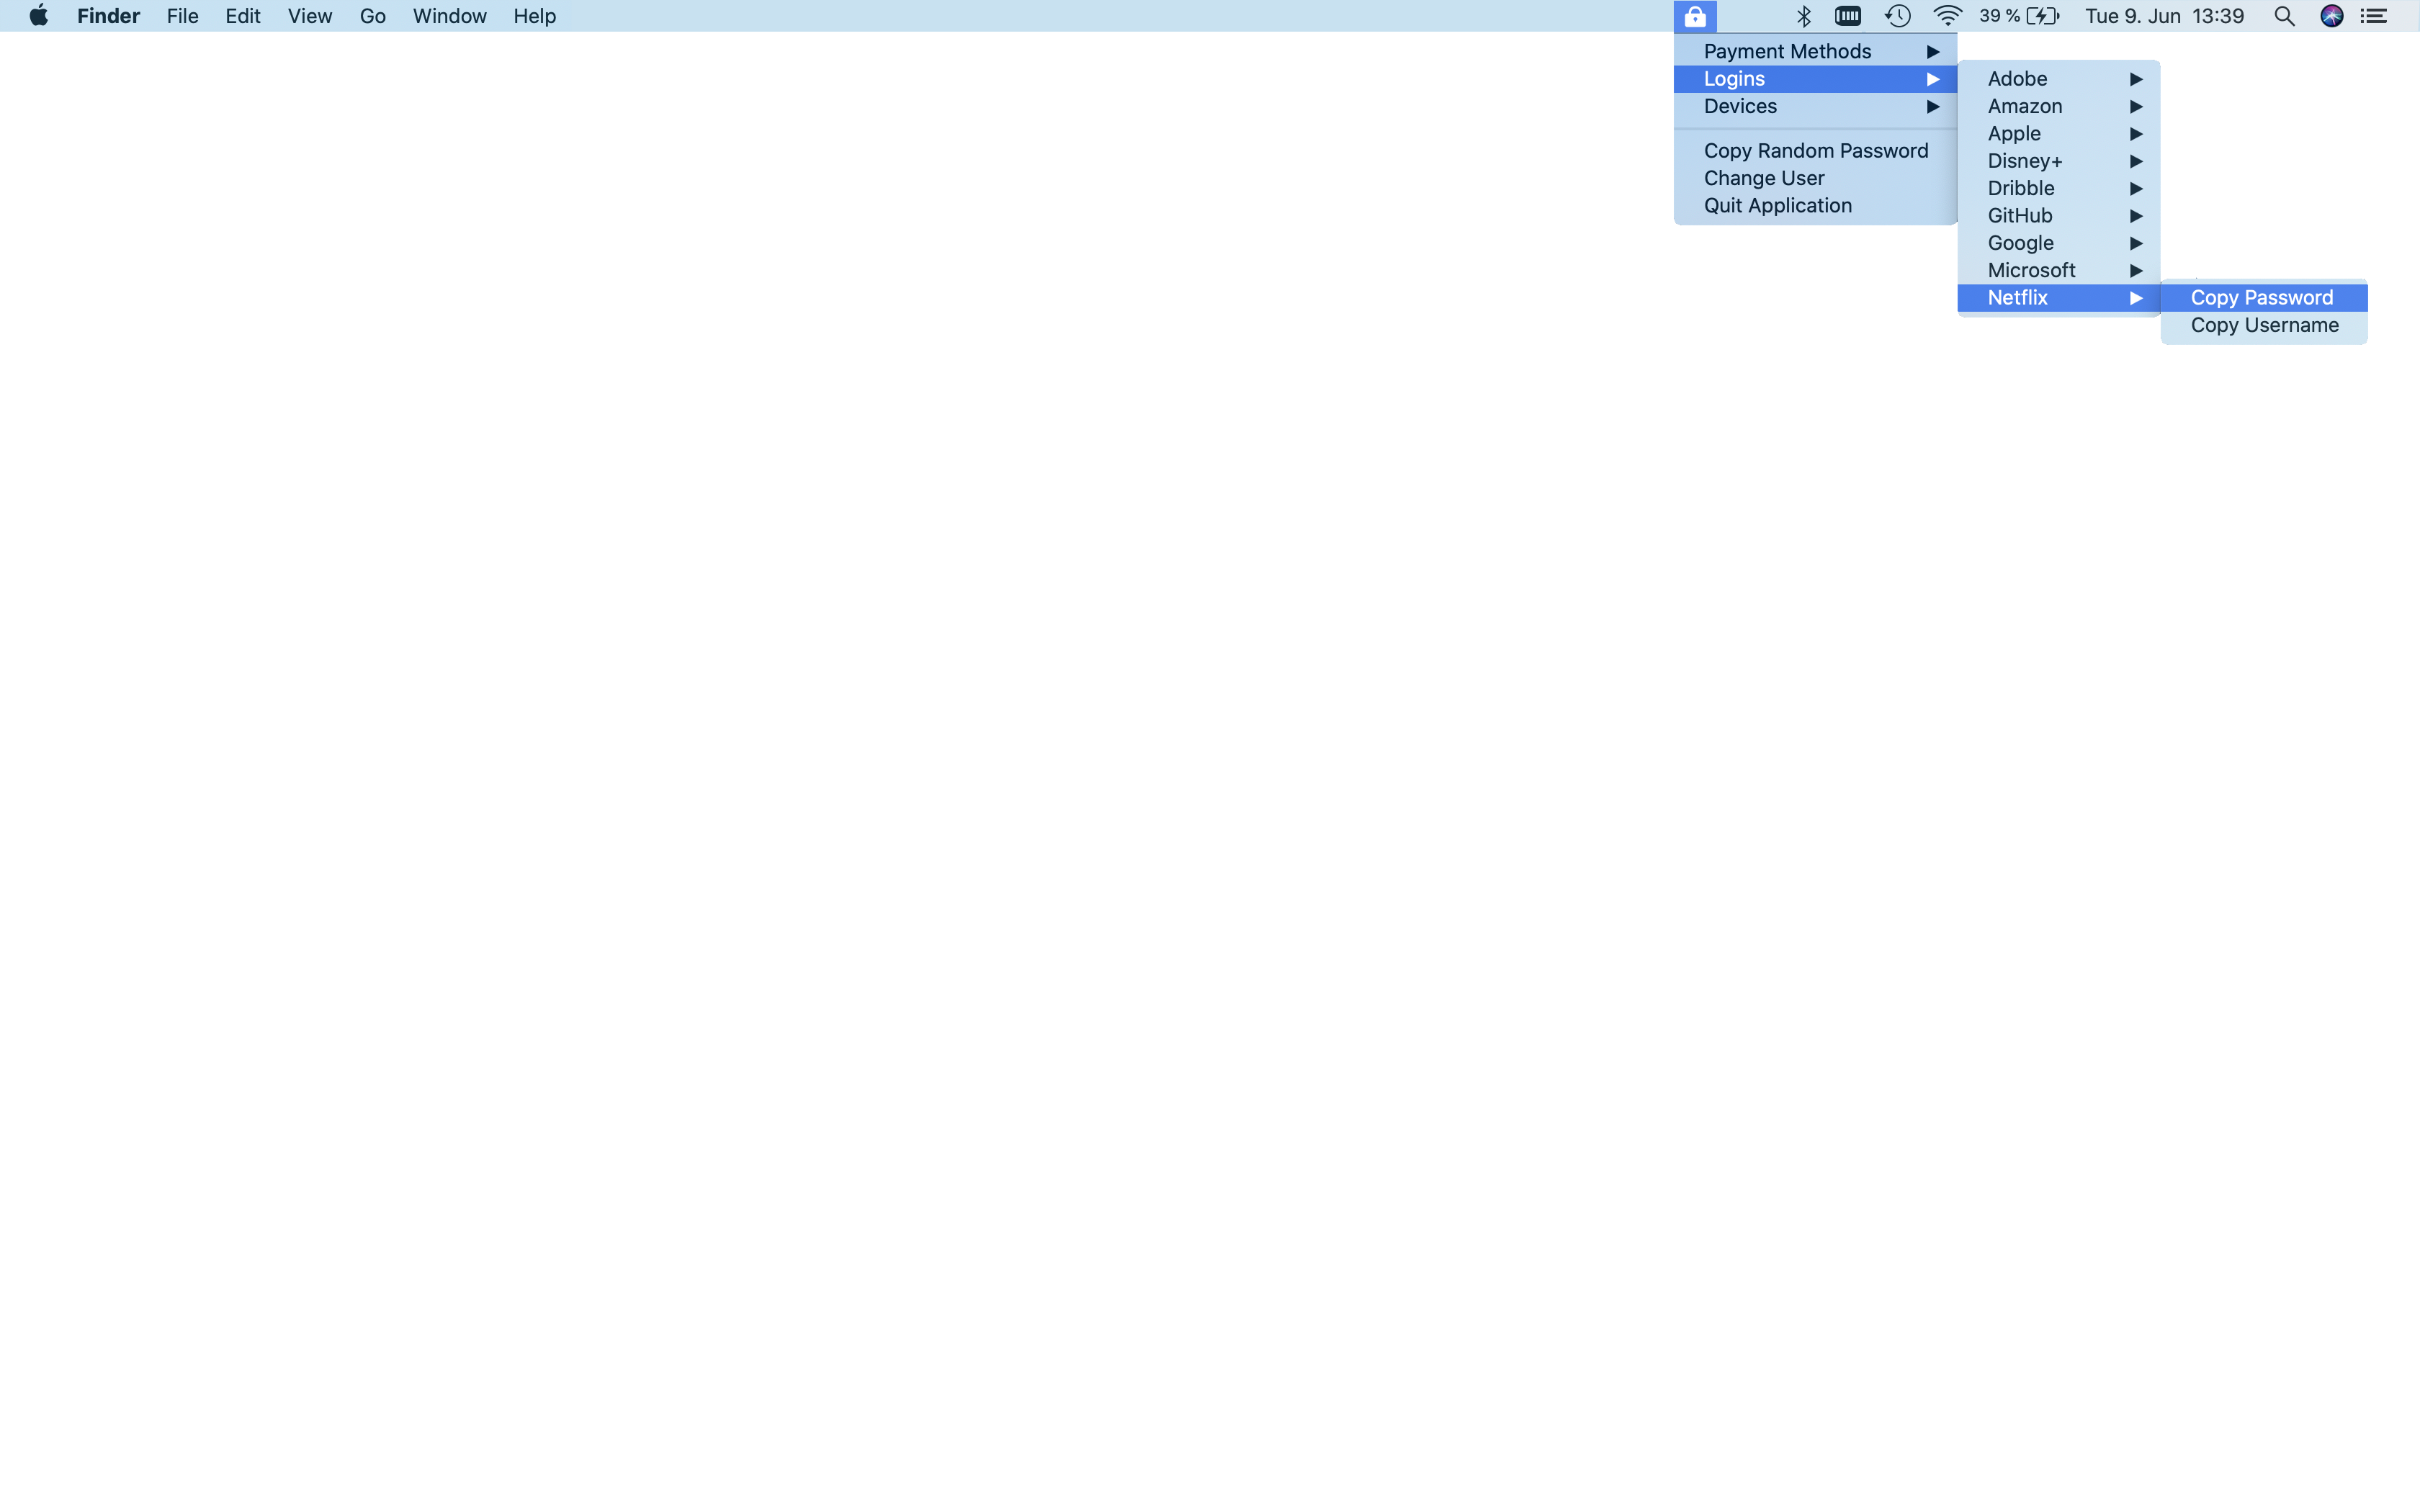 Finder File Edit View Go Window Help 39 % Tue 9. Jun 13:39
Payment Methods
Logins
Devices
Copy Random Password
Change User
Quit Application
Adobe
Amazon
Apple
Disney+
Dribble
GitHub
Google
Microsoft
Netflix
Copy Password
Copy Username